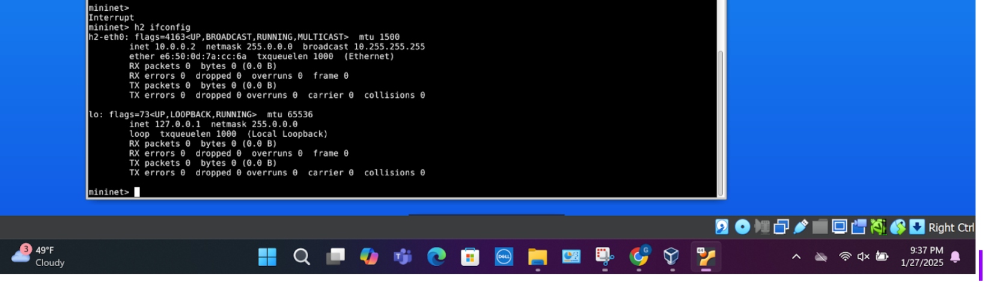 mininet>
Interrupt
mininet> h2 ifconfig
h2-eth0: flags=4163<UP,BROADCAST,RUNNING,MULTICAST>  mtu 1500
        inet 10.0.0.2  netmask 255.0.0.0  broadcast 10.255.255.255
        ether e6:50:0d:7a:cc:6a  txqueuelen 1000  (Ethernet)
        RX packets 0  bytes 0 (0.0 B)
        RX errors 0  dropped 0  overruns 0  frame 0
        TX packets 0  bytes 0 (0.0 B)
        TX errors 0  dropped 0 overruns 0  carrier 0  collisions 0
lo: flags=73<UP,LOOPBACK,RUNNING>  mtu 65536
        inet 127.0.0.1  netmask 255.0.0.0
        loop  txqueuelen 1000  (Local Loopback)
        RX packets 0  bytes 0 (0.0 B)
        RX errors 0  dropped 0  overruns 0  frame 0
        TX packets 0  bytes 0 (0.0 B)
        TX errors 0  dropped 0 overruns 0  carrier 0  collisions 0
mininet>
Right Ctrl
3
49°F
Cloudy
DELL
G
64
9:37 PM
1/27/2025